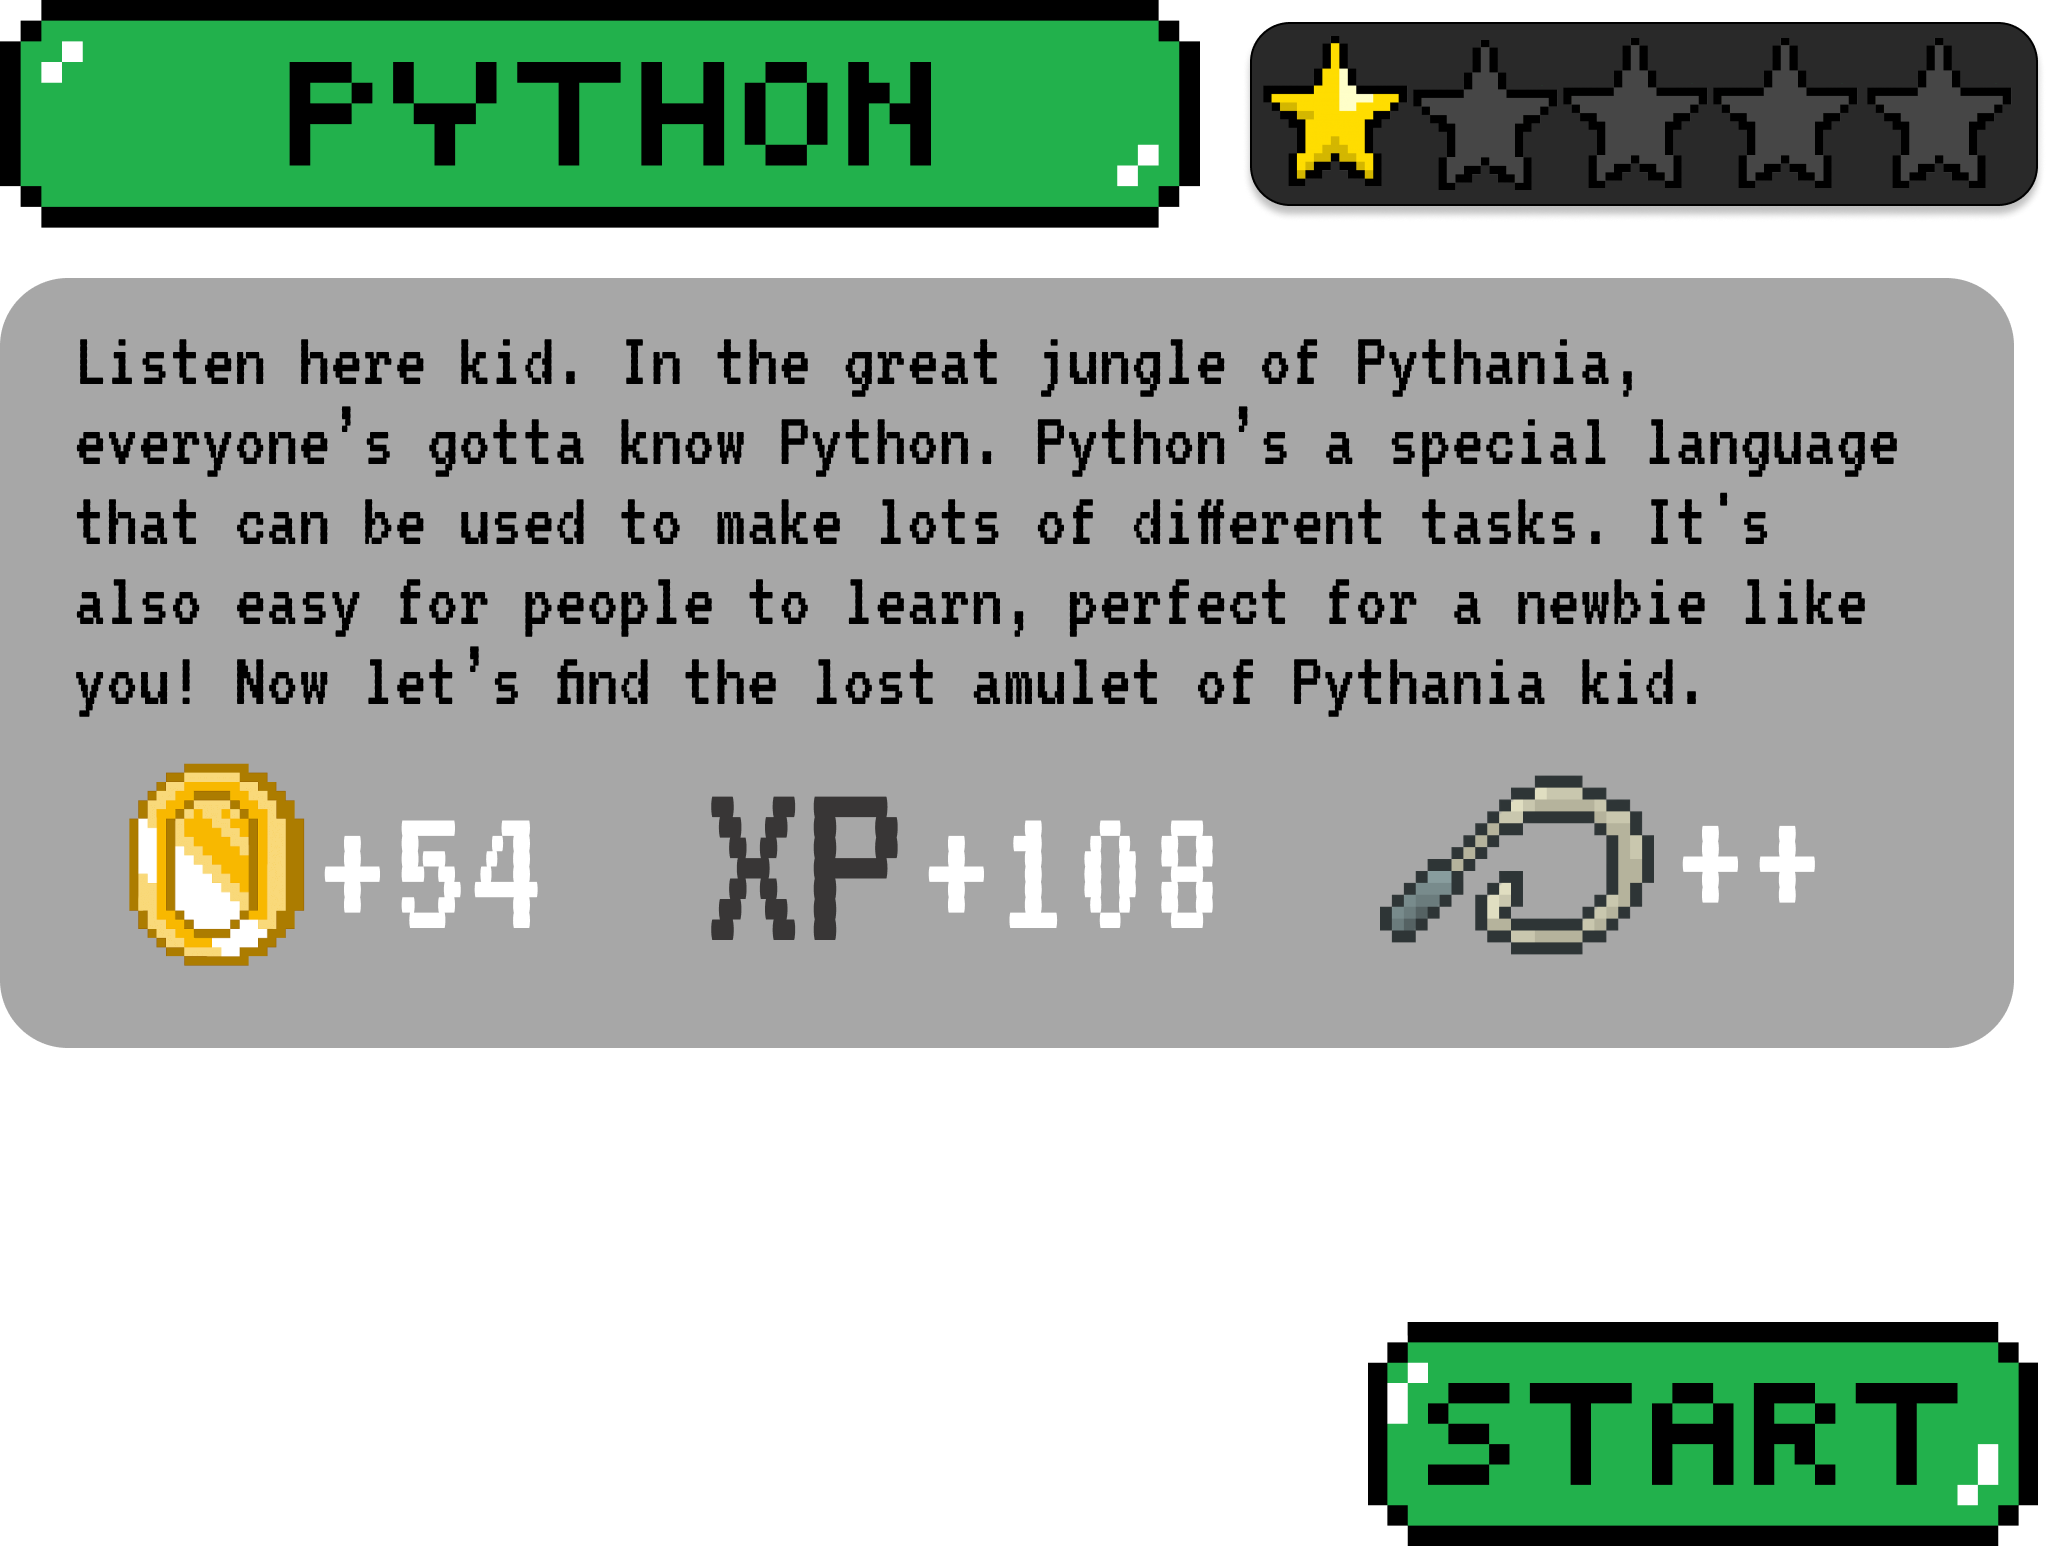 PYTHON
Listen here kid. In the great jungle of Pythania,
everyone’s gotta know Python. Python’s a special language
that can be used to make lots of different tasks. It's
also easy for people to learn, perfect for a newbie like
you! Now let’s find the lost amulet of Pythania kid.
+54 XP+108 ++
START